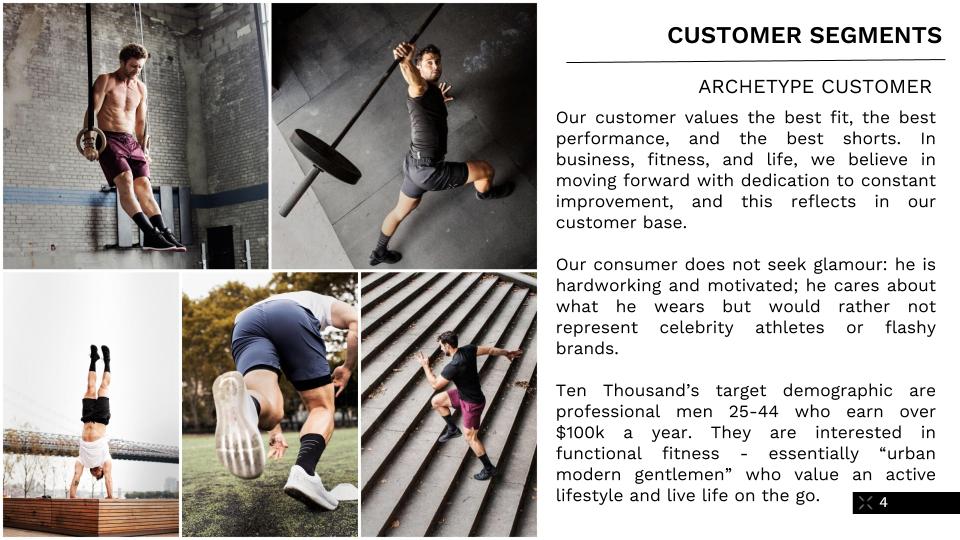 CUSTOMER SEGMENTS
ARCHETYPE CUSTOMER
Our customer values the best fit, the best
performance, and the best shorts. In
business, fitness, and life, we believe in
moving forward with dedication to constant
improvement, and this reflects in our
customer base.
Our consumer does not seek glamour: he is
hardworking and motivated; he cares about
what he wears but would rather not
represent celebrity athletes or flashy
brands.
Ten Thousand’s target demographic are
professional men 25-44 who earn over
$100k a year. They are interested in
functional fitness - essentially “urban
modern gentlemen” who value an active
lifestyle and live life on the go.
4